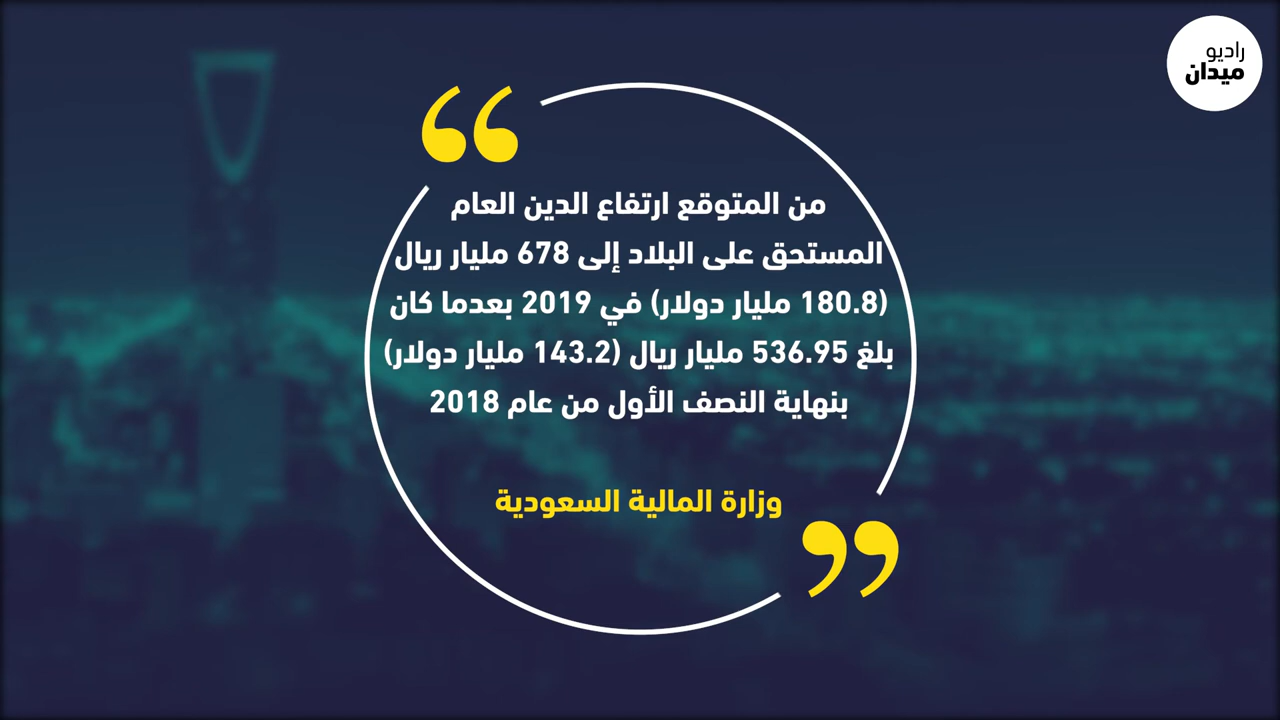 راديو
ميدان
من المتوقع ارتفاع الدين العام
المستحق على البلاد إلى 678 مليار ريال
(180.8 مليار دولار) في 2019 بعدما كان
بلغ 536.95 مليار ريال (143.2 مليار دولار)
بنهاية النصف الأول من عام 2018
وزارة المالية السعودية